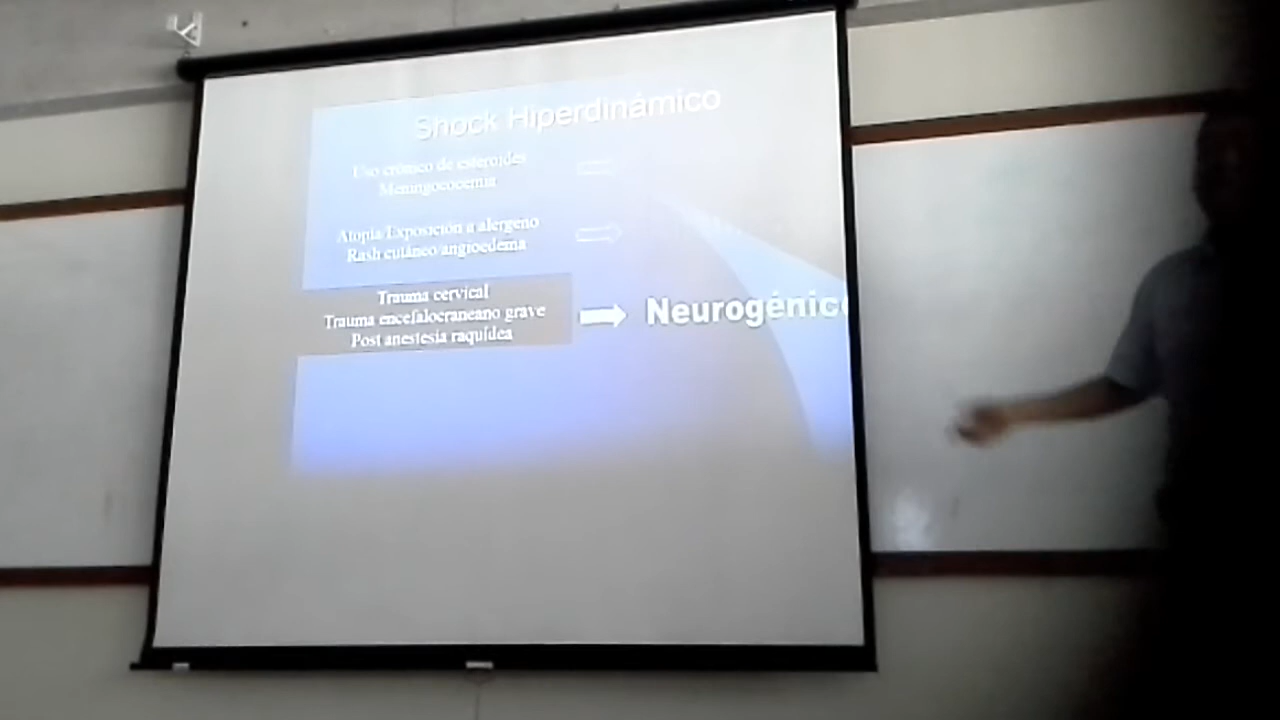 Shock Hiperdinámico
Uso crónico de esteroides
Meningococemia
Atopia/Exposición a alergeno
Rash cutáneo/angioedema
Trauma cervical
Trauma encefalocraneano grave
Post anestesia raquídea
Neurogénico